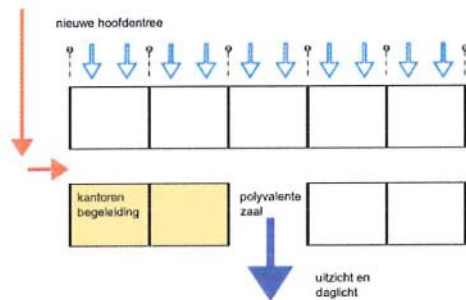 nieuwe hoofdentree
kantoren
begeleiding
polyvalente
zaal
uitzicht en
daglicht